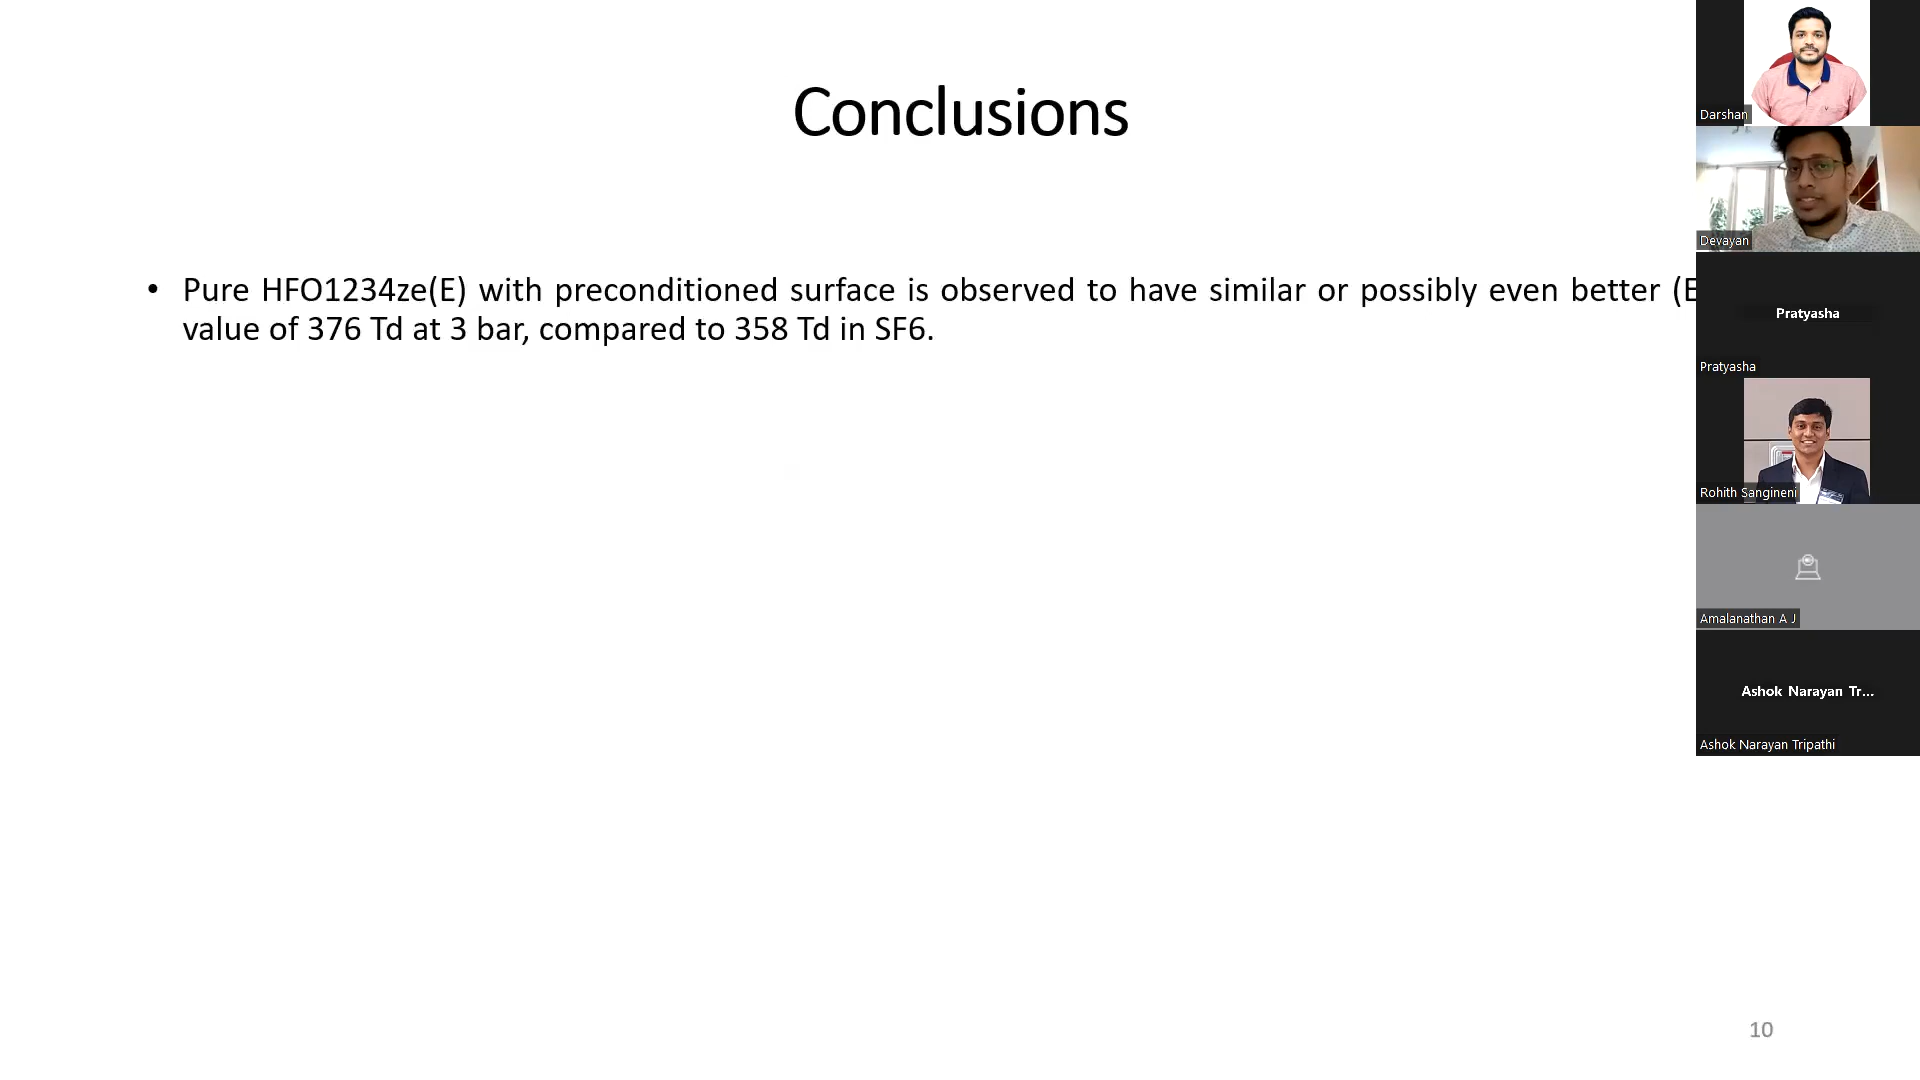 Conclusions
• Pure HFO1234ze(E) with preconditioned surface is observed to have similar or possibly even better (E
value of 376 Td at 3 bar, compared to 358 Td in SF6.
10
Darshan
Devayan
Pratyasha
Pratyasha
Rohith Sangineni
Amalanathan A J
Ashok Narayan Tr...
Ashok Narayan Tripathi